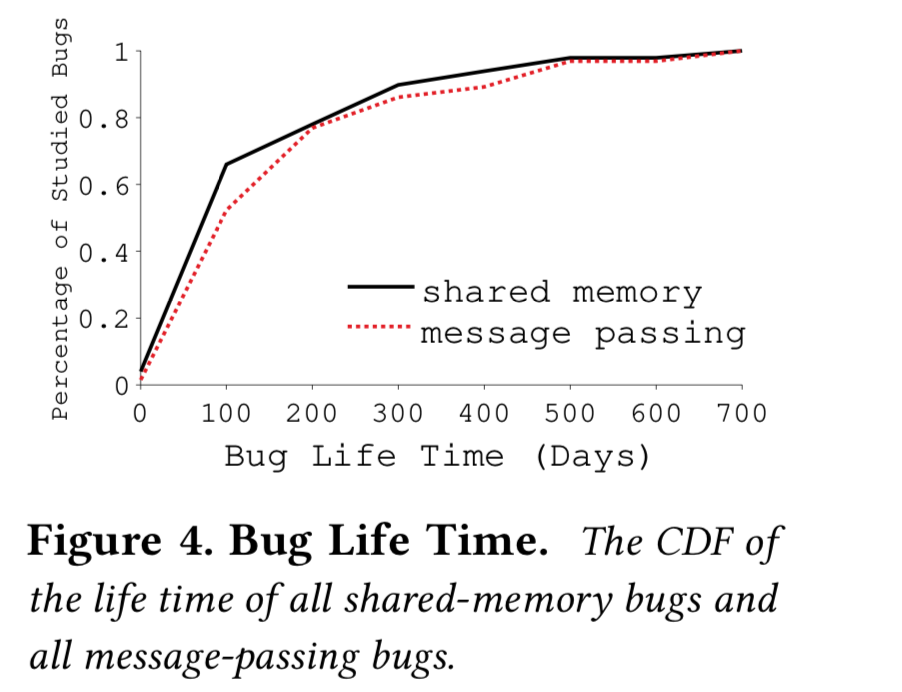 Percentage of Studied Bugs
1
0.8
0.6
0.4
0.2
0
shared memory
message passing
0 100 200 300 400 500 600 700
Bug Life Time (Days)
Figure 4. Bug Life Time. The CDF of
the life time of all shared-memory bugs and
all message-passing bugs.